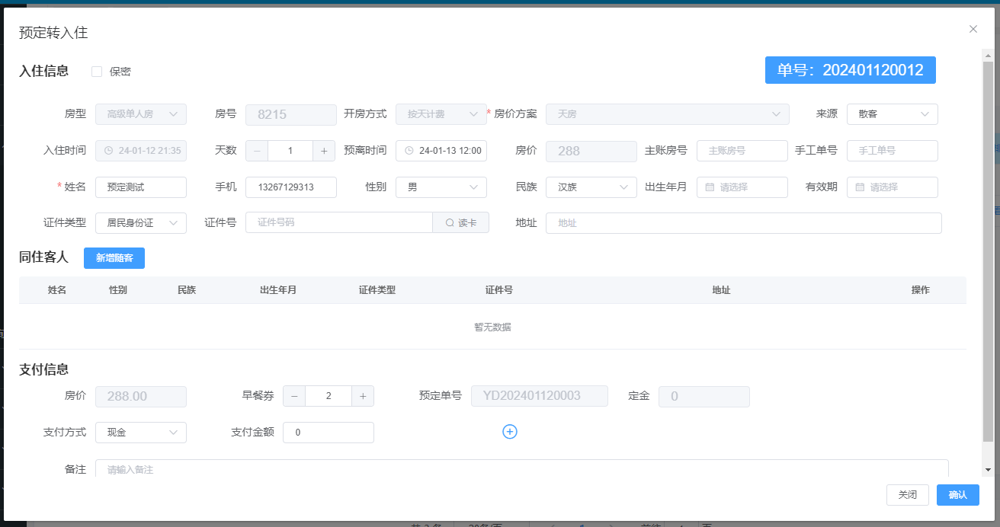 预定转入住
入住信息 保密 单号：202401120012
房型 高级单人房 房号 8215 开房方式 按天计费 * 房价方案 天房 来源 散客
入住时间 24-01-12 21:35 天数 − 1 + 预离时间 24-01-13 12:00 房价 288 主账房号 主账房号 手工单号 手工单号
* 姓名 预定测试 手机 13267129313 性别 男 民族 汉族 出生年月 请选择 有效期 请选择
证件类型 居民身份证 证件号 证件号码 读卡 地址 地址
同住客人 新增随客
姓名 性别 民族 出生年月 证件类型 证件号 地址 操作
暂无数据
支付信息
房价 288.00 早餐券 − 2 + 预定单号 YD202401120003 定金 0
支付方式 现金 支付金额 0
备注 请输入备注
关闭 确认